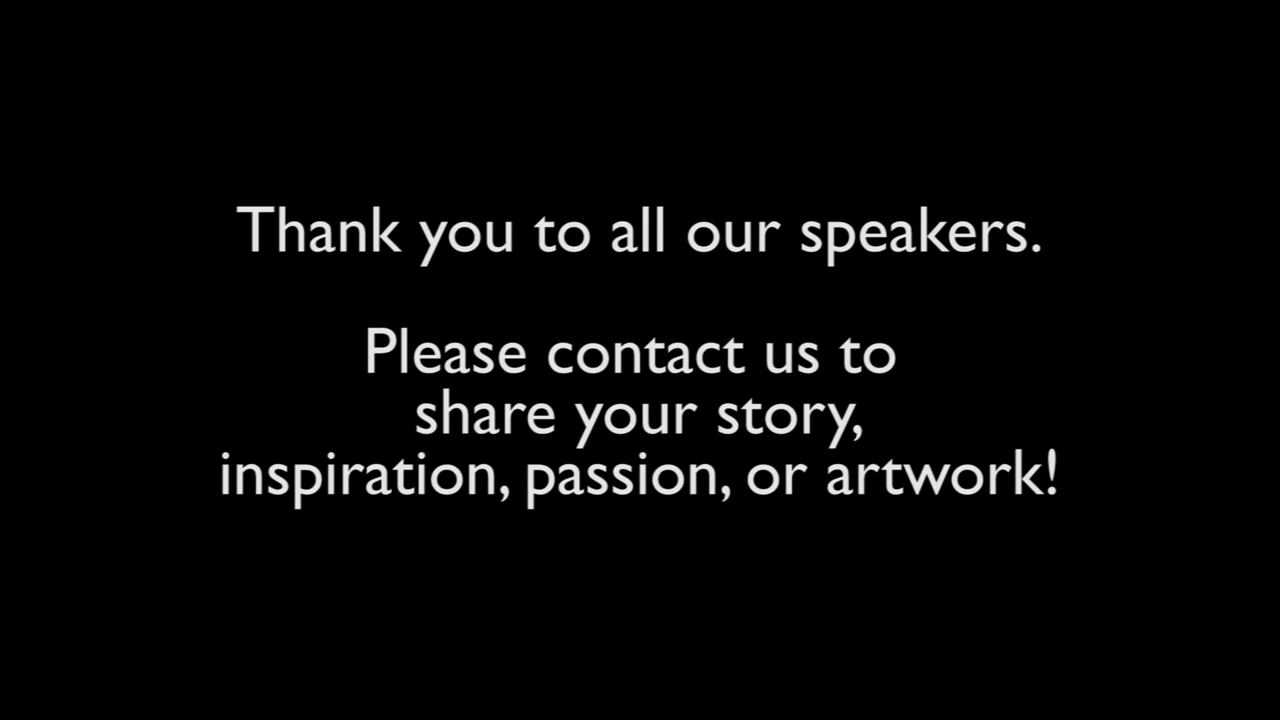 Thank you to all our speakers.
Please contact us to
share your story,
inspiration, passion, or artwork!